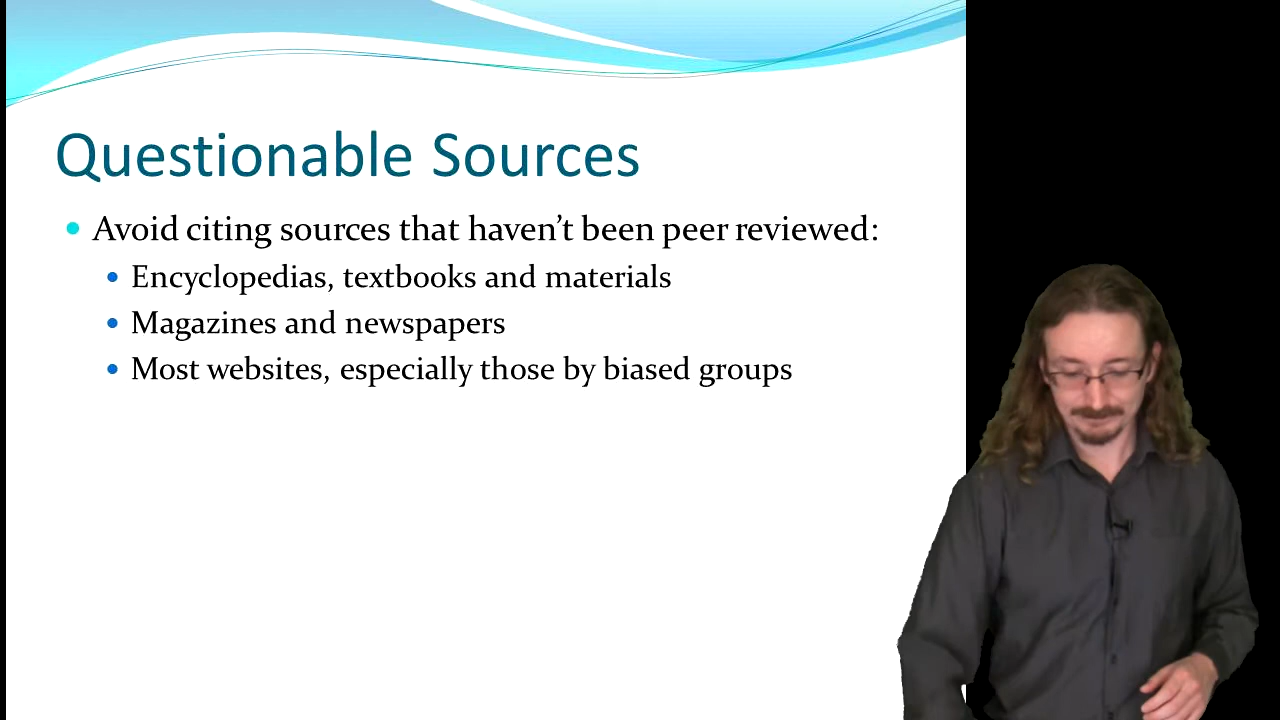 Questionable Sources
Avoid citing sources that haven't been peer reviewed:
Encyclopedias, textbooks and materials
Magazines and newspapers
Most websites, especially those by biased groups